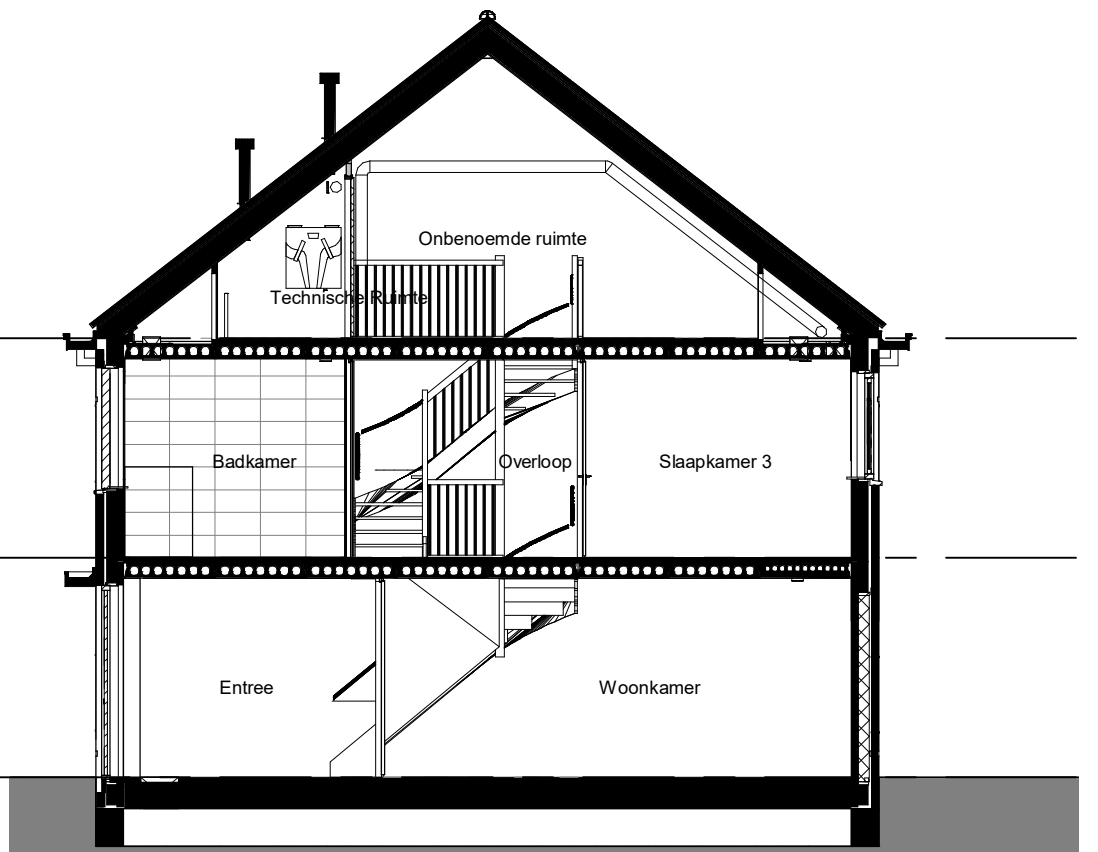 Onbenoemde ruimte
Technische Ruimte
Badkamer
Overloop
Slaapkamer 3
Entree
Woonkamer